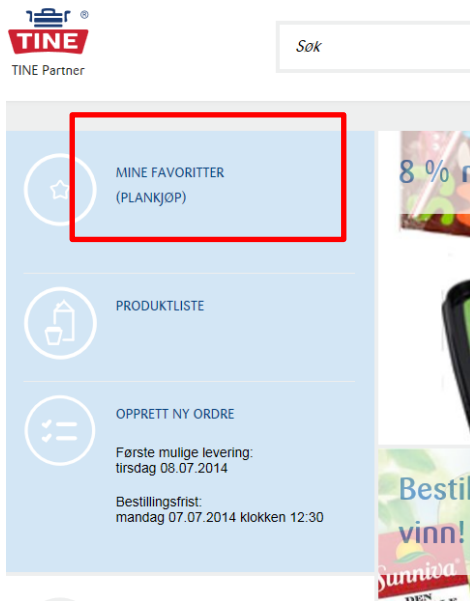 ®
TINE
TINE Partner
Søk
MINE FAVORITTER
(PLANKJØP)
8 %
PRODUKTLISTE
OPPRETT NY ORDRE
Første mulige levering:
tirsdag 08.07.2014
Bestillingsfrist:
mandag 07.07.2014 klokken 12:30
Bestil
vinn!
Sunniva
DEN